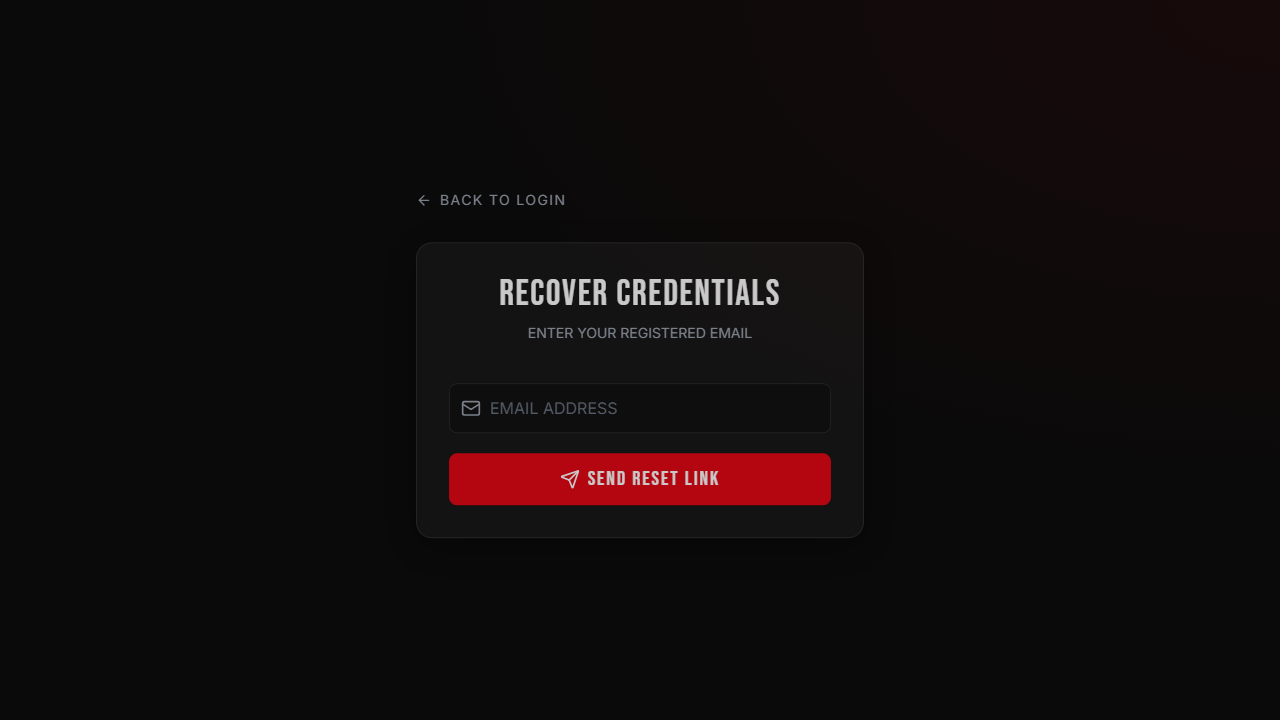 BACK TO LOGIN
RECOVER CREDENTIALS
ENTER YOUR REGISTERED EMAIL
EMAIL ADDRESS
SEND RESET LINK